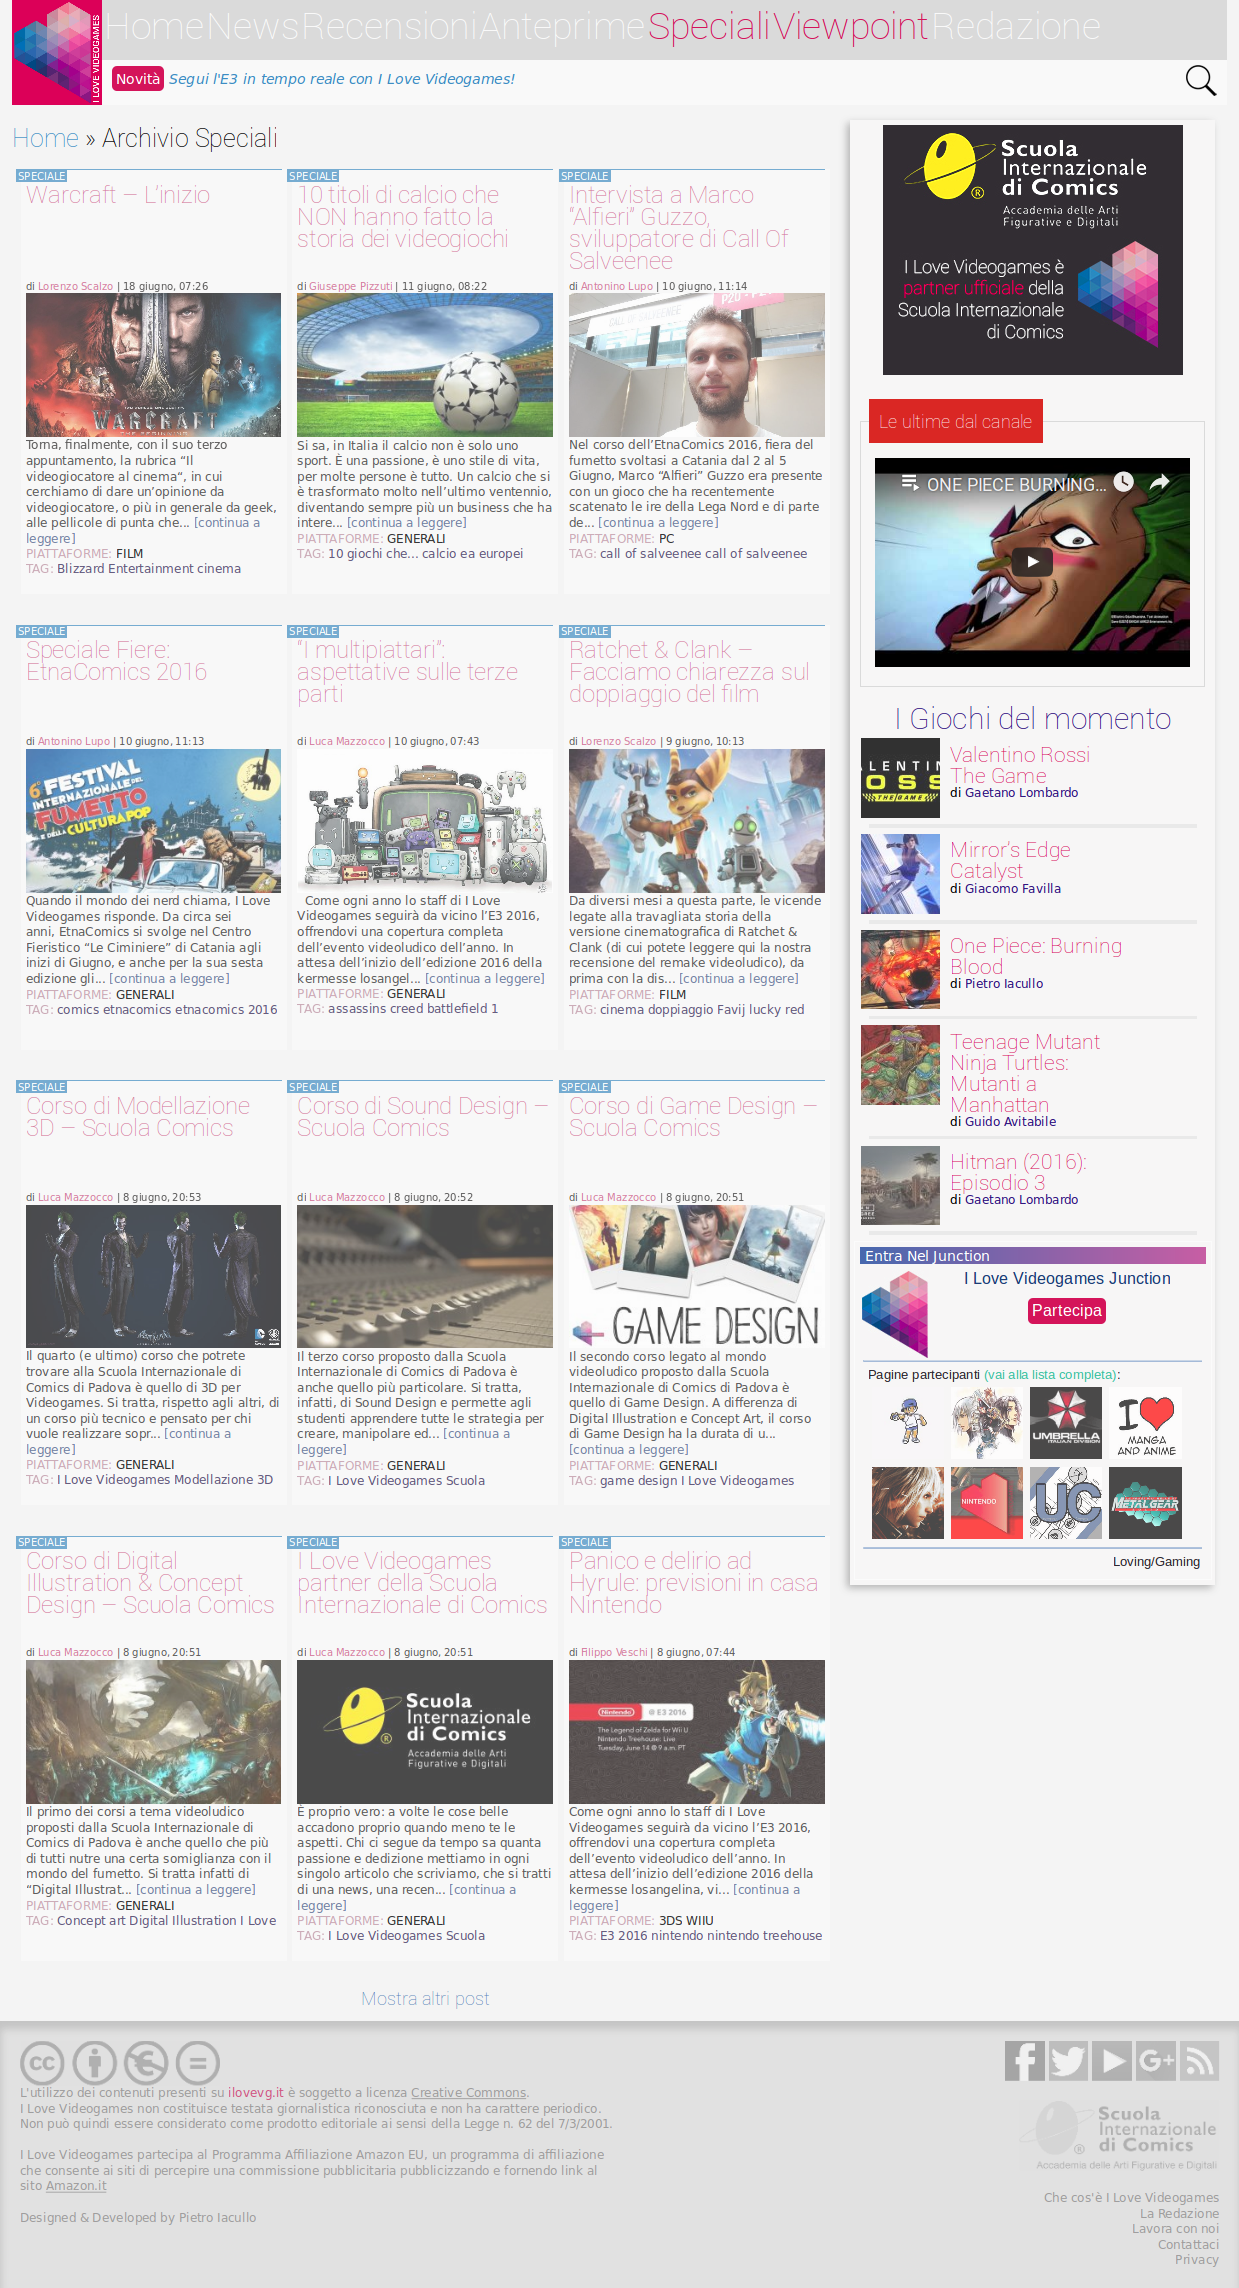 I LOVE VIDEOGAMES
Home News Recensioni Anteprime Speciali Viewpoint Redazione
Novità Segui l'E3 in tempo reale con I Love Videogames!
Home » Archivio Speciali
SPECIALE
Warcraft – L'inizio
di Lorenzo Scalzo | 18 giugno, 07:26
WARCRAFT
Torna, finalmente, con il suo terzo
appuntamento, la rubrica “Il
videogiocatore al cinema“, in cui
cerchiamo di dare un’opinione da
videogiocatore, o più in generale da geek,
alle pellicole di punta che... [continua a
leggere]
PIATTAFORME: FILM
TAG: Blizzard Entertainment cinema
SPECIALE
10 titoli di calcio che
NON hanno fatto la
storia dei videogiochi
di Giuseppe Pizzuti | 11 giugno, 08:22
Si sa, in Italia il calcio non è solo uno
sport. È una passione, è uno stile di vita,
per molte persone è tutto. Un calcio che si
è trasformato molto nell’ultimo ventennio,
diventando sempre più un business che ha
intere... [continua a leggere]
PIATTAFORME: GENERALI
TAG: 10 giochi che... calcio ea europei
SPECIALE
Intervista a Marco
“Alfieri” Guzzo,
sviluppatore di Call Of
Salveenee
di Antonino Lupo | 10 giugno, 11:14
Nel corso dell’EtnaComics 2016, fiera del
fumetto svoltasi a Catania dal 2 al 5
Giugno, Marco “Alfieri” Guzzo era presente
con un gioco che ha recentemente
scatenato le ire della Lega Nord e di parte
de... [continua a leggere]
PIATTAFORME: PC
TAG: call of salveenee call of salveenee
SPECIALE
Speciale Fiere:
EtnaComics 2016
di Antonino Lupo | 10 giugno, 11:13
6° FESTIVAL
INTERNAZIONALE DEL
FUMETTO
E DELLA CULTURA POP
Quando il mondo dei nerd chiama, I Love
Videogames risponde. Da circa sei
anni, EtnaComics si svolge nel Centro
Fieristico “Le Ciminiere” di Catania agli
inizi di Giugno, e anche per la sua sesta
edizione gli... [continua a leggere]
PIATTAFORME: GENERALI
TAG: comics etnacomics etnacomics 2016
SPECIALE
“I multipiattari”:
aspettative sulle terze
parti
di Luca Mazzocco | 10 giugno, 07:43
Come ogni anno lo staff di I Love
Videogames seguirà da vicino l’E3 2016,
offrendovi una copertura completa
dell’evento videoludico dell’anno. In
attesa dell’inizio dell’edizione 2016 della
kermesse losangel... [continua a leggere]
PIATTAFORME: GENERALI
TAG: assassins creed battlefield 1
SPECIALE
Ratchet & Clank –
Facciamo chiarezza sul
doppiaggio del film
di Lorenzo Scalzo | 9 giugno, 10:13
Da diversi mesi a questa parte, le vicende
legate alla travagliata storia della
versione cinematografica di Ratchet &
Clank (di cui potete leggere qui la nostra
recensione del remake videoludico), da
prima con la dis... [continua a leggere]
PIATTAFORME: FILM
TAG: cinema doppiaggio Favij lucky red
SPECIALE
Corso di Modellazione
3D – Scuola Comics
di Luca Mazzocco | 8 giugno, 20:53
Il quarto (e ultimo) corso che potrete
trovare alla Scuola Internazionale di
Comics di Padova è quello di 3D per
Videogames. Si tratta, rispetto agli altri, di
un corso più tecnico e pensato per chi
vuole realizzare sopr... [continua a
leggere]
PIATTAFORME: GENERALI
TAG: I Love Videogames Modellazione 3D
SPECIALE
Corso di Sound Design –
Scuola Comics
di Luca Mazzocco | 8 giugno, 20:52
Il terzo corso proposto dalla Scuola
Internazionale di Comics di Padova è
anche quello più particolare. Si tratta,
infatti, di Sound Design e permette agli
studenti apprendere tutte le strategia per
creare, manipolare ed... [continua a
leggere]
PIATTAFORME: GENERALI
TAG: I Love Videogames Scuola
SPECIALE
Corso di Game Design –
Scuola Comics
di Luca Mazzocco | 8 giugno, 20:51
GAME DESIGN
Il secondo corso legato al mondo
videoludico proposto dalla Scuola
Internazionale di Comics di Padova è
quello di Game Design. A differenza di
Digital Illustration e Concept Art, il corso
di Game Design ha la durata di u...
[continua a leggere]
PIATTAFORME: GENERALI
TAG: game design I Love Videogames
SPECIALE
Corso di Digital
Illustration & Concept
Design – Scuola Comics
di Luca Mazzocco | 8 giugno, 20:51
Il primo dei corsi a tema videoludico
proposti dalla Scuola Internazionale di
Comics di Padova è anche quello che più
di tutti nutre una certa somiglianza con il
mondo del fumetto. Si tratta infatti di
“Digital Illustrat... [continua a leggere]
PIATTAFORME: GENERALI
TAG: Concept art Digital Illustration I Love
SPECIALE
I Love Videogames
partner della Scuola
Internazionale di Comics
di Luca Mazzocco | 8 giugno, 20:51
Scuola
Internazionale
di Comics
Accademia delle Arti
Figurative e Digitali
È proprio vero: a volte le cose belle
accadono proprio quando meno te le
aspetti. Chi ci segue da tempo sa quanta
passione e dedizione mettiamo in ogni
singolo articolo che scriviamo, che si tratti
di una news, una recen... [continua a
leggere]
PIATTAFORME: GENERALI
TAG: I Love Videogames Scuola
SPECIALE
Panico e delirio ad
Hyrule: previsioni in casa
Nintendo
di Filippo Veschi | 8 giugno, 07:44
Nintendo @ E3 2016
The Legend of Zelda for Wii U
Nintendo Treehouse: Live
Tuesday, June 14 @ 9 a.m. PT
Come ogni anno lo staff di I Love
Videogames seguirà da vicino l’E3 2016,
offrendovi una copertura completa
dell’evento videoludico dell’anno. In
attesa dell’inizio dell’edizione 2016 della
kermesse losangelina, vi... [continua a
leggere]
PIATTAFORME: 3DS WIIU
TAG: E3 2016 nintendo nintendo treehouse
Mostra altri post
Scuola
Internazionale
di Comics
Accademia delle Arti
Figurative e Digitali
I Love Videogames è
partner ufficiale della
Scuola Internazionale
di Comics
Le ultime dal canale
ONE PIECE BURNING...
I Giochi del momento
Valentino Rossi
The Game
di Gaetano Lombardo
Mirror's Edge
Catalyst
di Giacomo Favilla
One Piece: Burning
Blood
di Pietro Iacullo
Teenage Mutant
Ninja Turtles:
Mutanti a
Manhattan
di Guido Avitabile
Hitman (2016):
Episodio 3
di Gaetano Lombardo
Entra Nel Junction
I Love Videogames Junction
Partecipa
Pagine partecipanti (vai alla lista completa):
UMBRELLA
ITALIAN DIVISION
I
MANGA
AND ANIME
NINTENDO
UC
METAL GEAR
Loving/Gaming
L'utilizzo dei contenuti presenti su ilovevg.it è soggetto a licenza Creative Commons.
I Love Videogames non costituisce testata giornalistica riconosciuta e non ha carattere periodico.
Non può quindi essere considerato come prodotto editoriale ai sensi della Legge n. 62 del 7/3/2001.
I Love Videogames partecipa al Programma Affiliazione Amazon EU, un programma di affiliazione
che consente ai siti di percepire una commissione pubblicitaria pubblicizzando e fornendo link al
sito Amazon.it
Designed & Developed by Pietro Iacullo
Scuola
Internazionale
di Comics
Accademia delle Arti Figurative e Digitali
Che cos'è I Love Videogames
La Redazione
Lavora con noi
Contattaci
Privacy